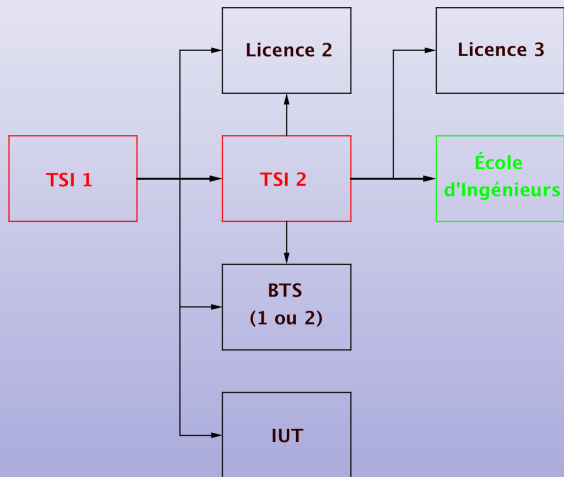 Licence 2
Licence 3
TSI 1
TSI 2
École
d'Ingénieurs
BTS
(1 ou 2)
IUT